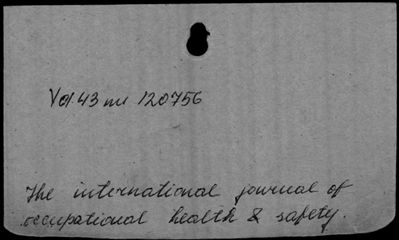 Vol. 43 nr 120756
The international journal of
occupational health & safety.